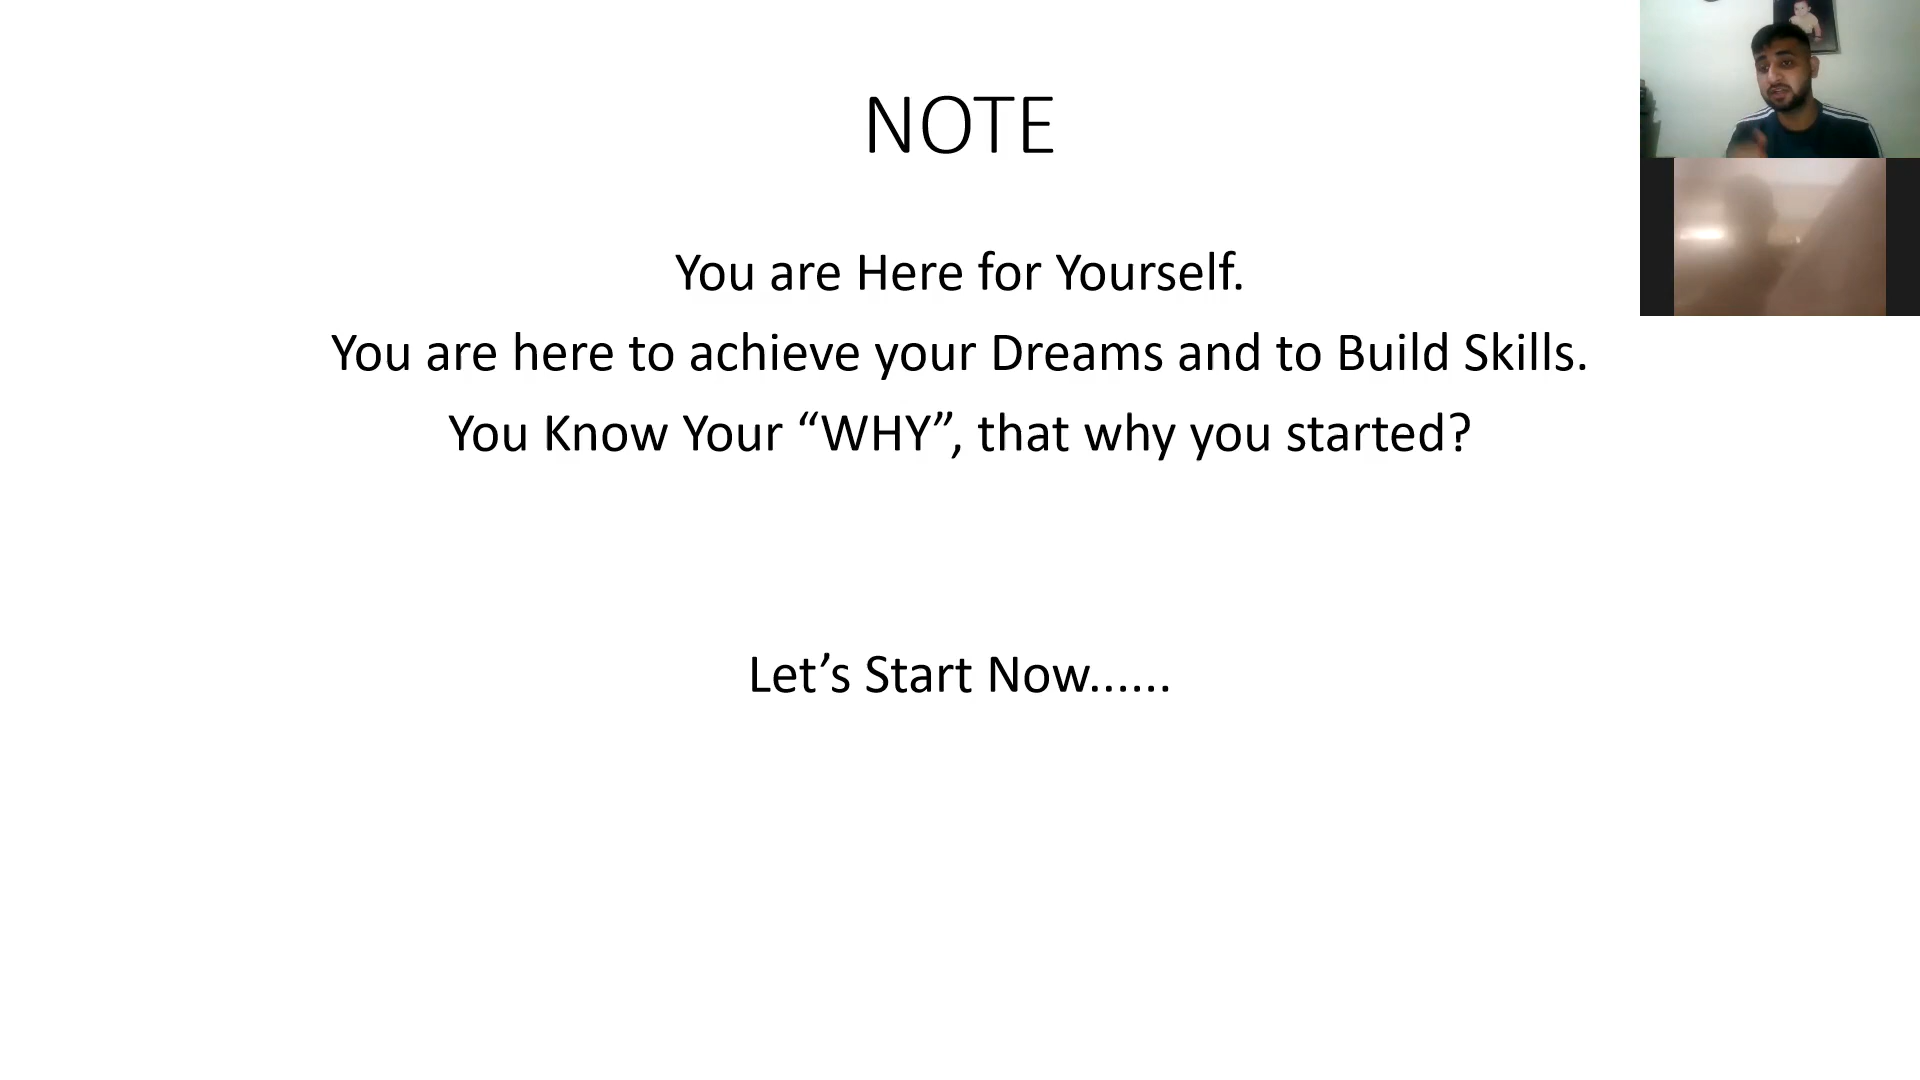 NOTE
You are Here for Yourself.
You are here to achieve your Dreams and to Build Skills.
You Know Your “WHY”, that why you started?
Let’s Start Now......